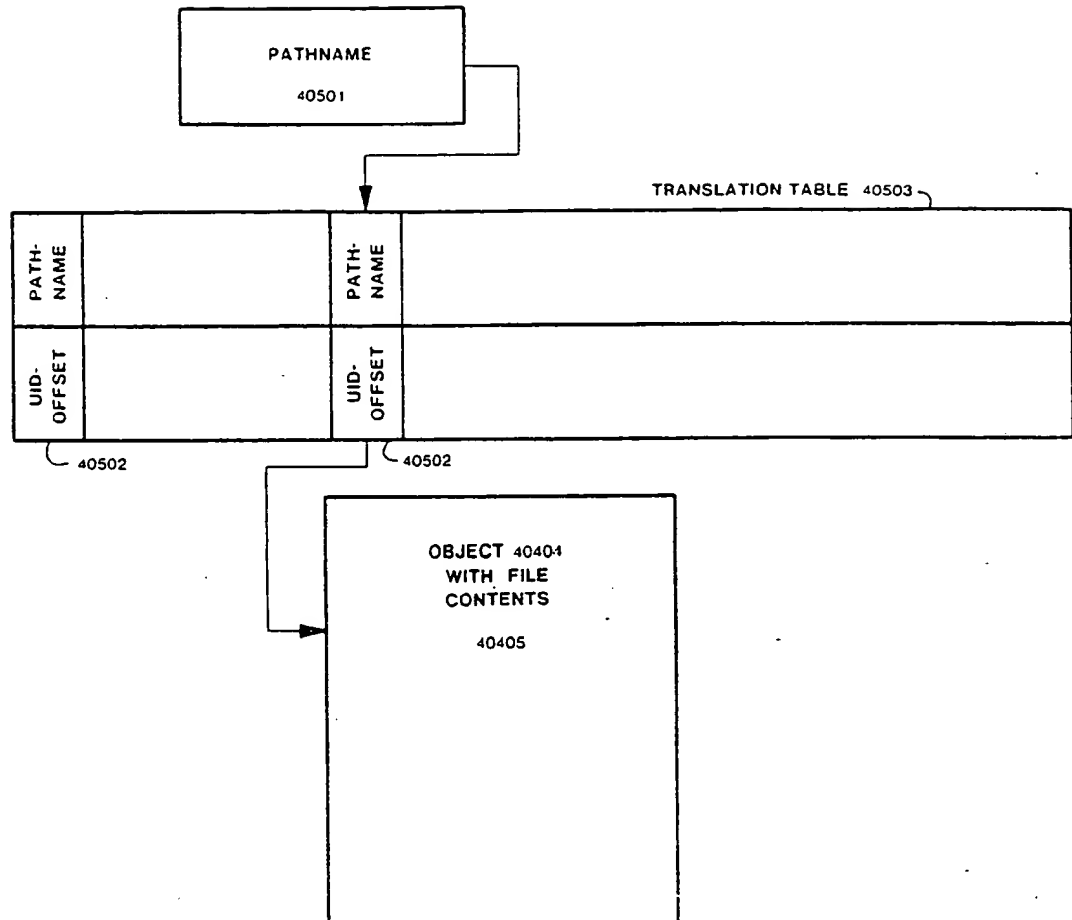 PATHNAME
40501
TRANSLATION TABLE 40503
PATH-
NAME
PATH-
NAME
UID-
OFFSET
UID-
OFFSET
40502
40502
OBJECT 40404
WITH FILE
CONTENTS
40405